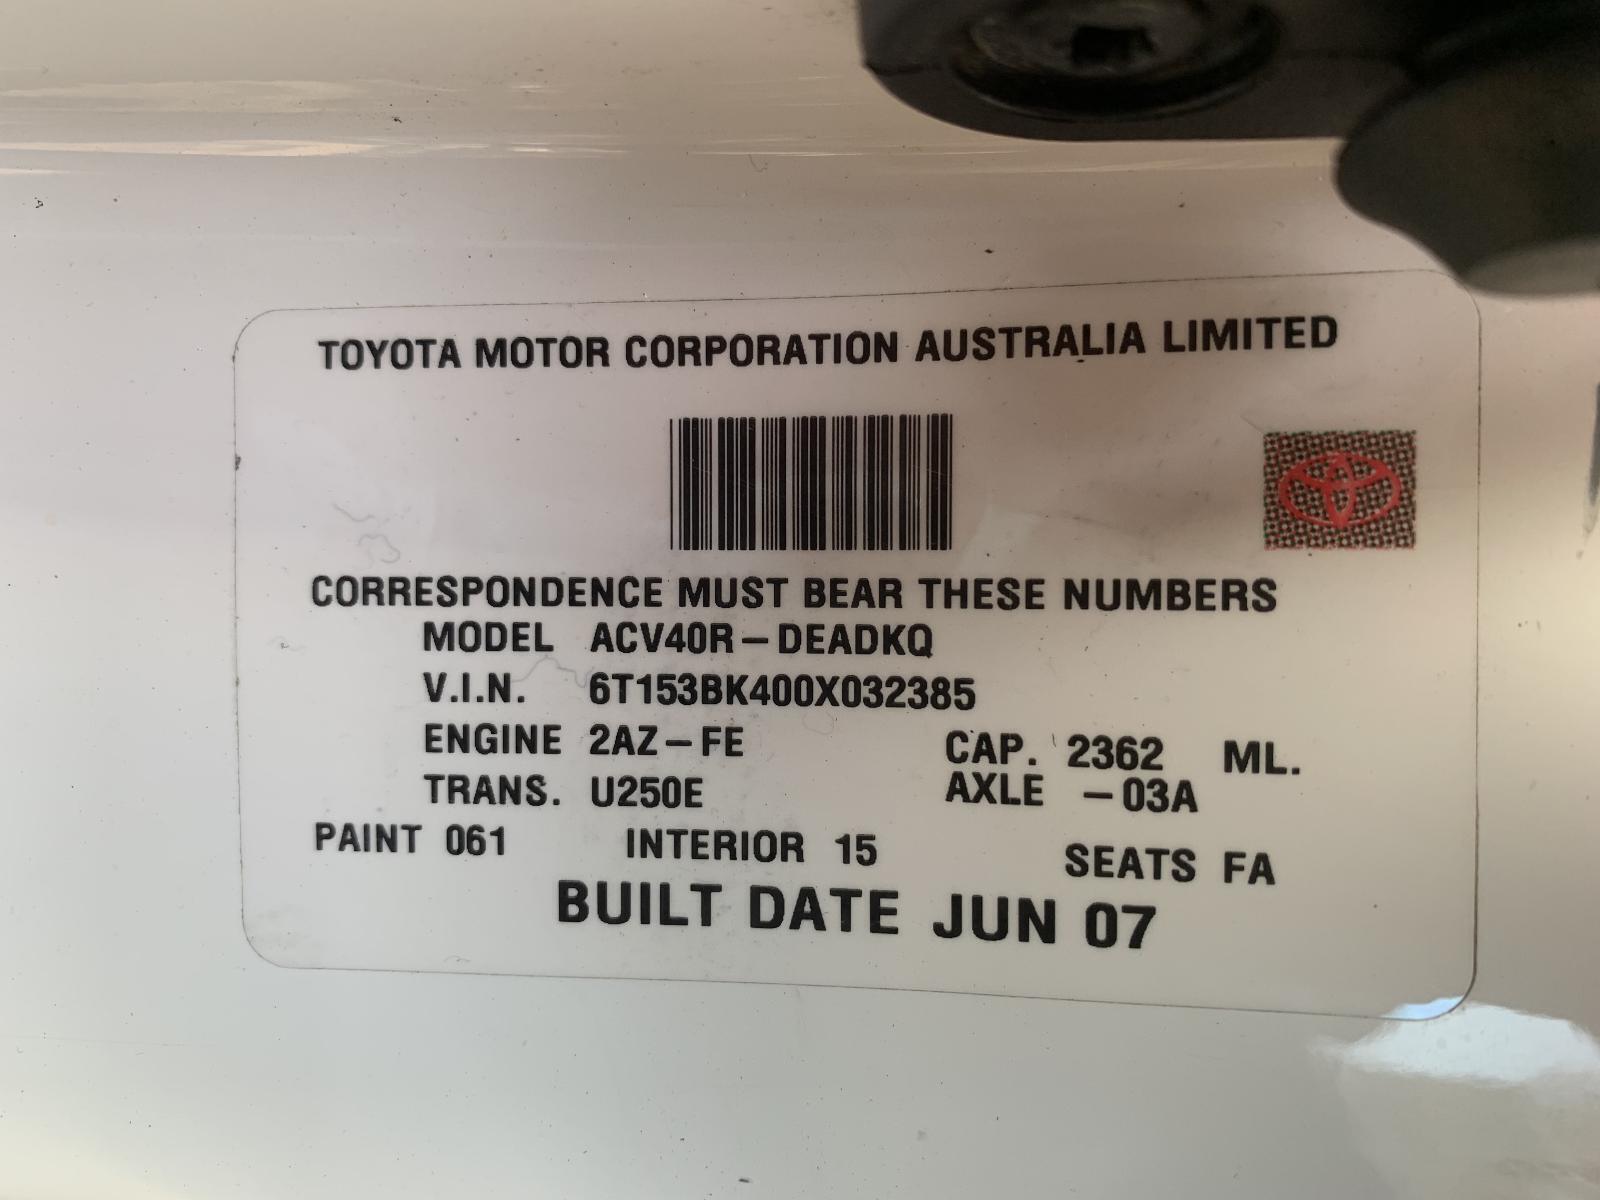 TOYOTA MOTOR CORPORATION AUSTRALIA LIMITED
CORRESPONDENCE MUST BEAR THESE NUMBERS
MODEL ACV40R-DEADKQ
V.I.N. 6T153BK400X032385
ENGINE 2AZ-FE CAP. 2362 ML.
TRANS. U250E AXLE -03A
PAINT 061 INTERIOR 15 SEATS FA
BUILT DATE JUN 07